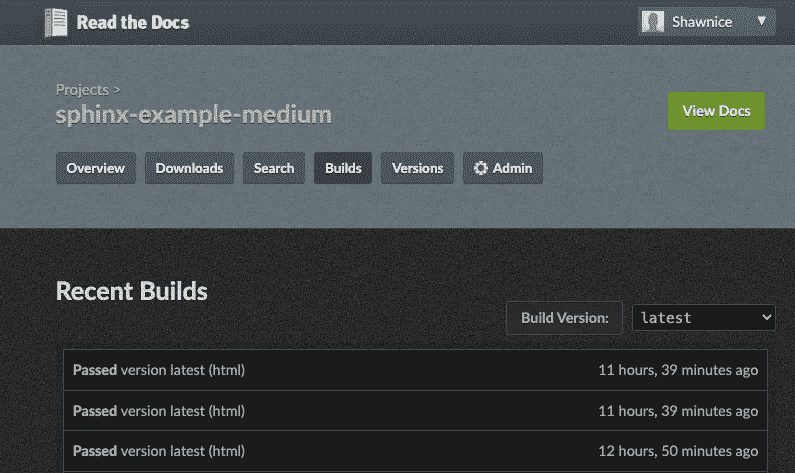 Read the Docs
Shawnice ▼
Projects >
sphinx-example-medium
View Docs
Overview
Downloads
Search
Builds
Versions
Admin
Recent Builds
Build Version:
latest
Passed version latest (html) 11 hours, 39 minutes ago
Passed version latest (html) 11 hours, 39 minutes ago
Passed version latest (html) 12 hours, 50 minutes ago